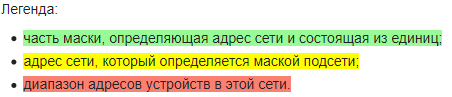 Легенда:
• часть маски, определяющая адрес сети и состоящая из единиц;
• адрес сети, который определяется маской подсети;
• диапазон адресов устройств в этой сети.